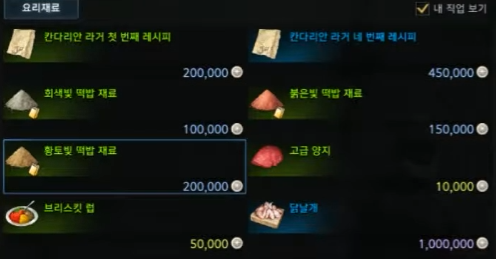 요리재료
내 직업 보기
칸다리안 라거 첫 번째 레시피
200,000
칸다리안 라거 네 번째 레시피
450,000
회색빛 떡밥 재료
100,000
붉은빛 떡밥 재료
150,000
황토빛 떡밥 재료
200,000
고급 양지
10,000
브리스킷 럽
50,000
닭날개
1,000,000